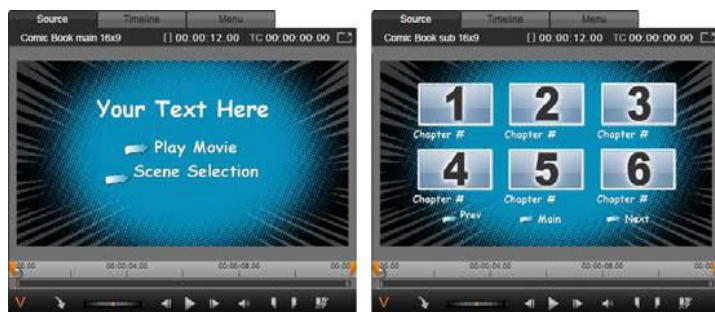 Source Timeline Menu
Comic Book main 16x9 [] 00:00:12.00 TC 00:00:00.00
Your Text Here
Play Movie
Scene Selection
00:00:04.00 00:00:08.00
V
Source Timeline Menu
Comic Book sub 16x9 [] 00:00:12.00 TC 00:00:00.00
1 2 3
Chapter # Chapter # Chapter #
4 5 6
Chapter # Chapter # Chapter #
Prev Main Next
00:00:04.00 00:00:08.00
V